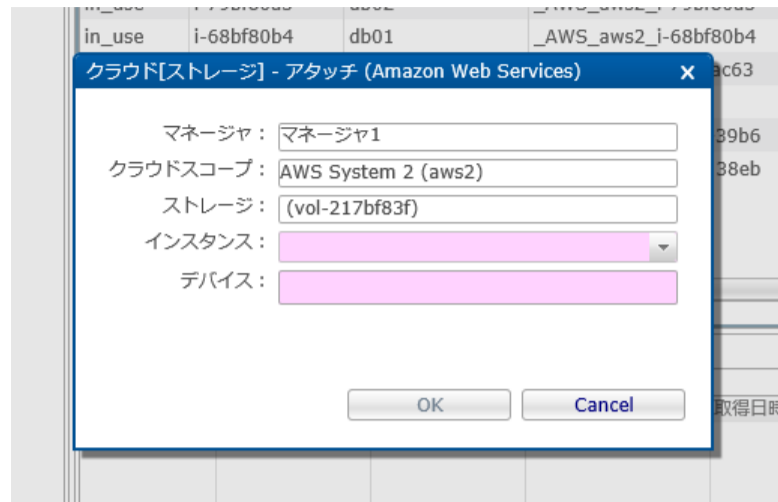 in_use i-68bf80b4 db01 _AWS_aws2_i-68bf80b4
クラウド[ストレージ] - アタッチ (Amazon Web Services) x ac63
マネージャ： マネージャ1 39b6
クラウドスコープ： AWS System 2 (aws2) 38eb
ストレージ： (vol-217bf83f)
インスタンス：
デバイス：
OK Cancel 取得日時